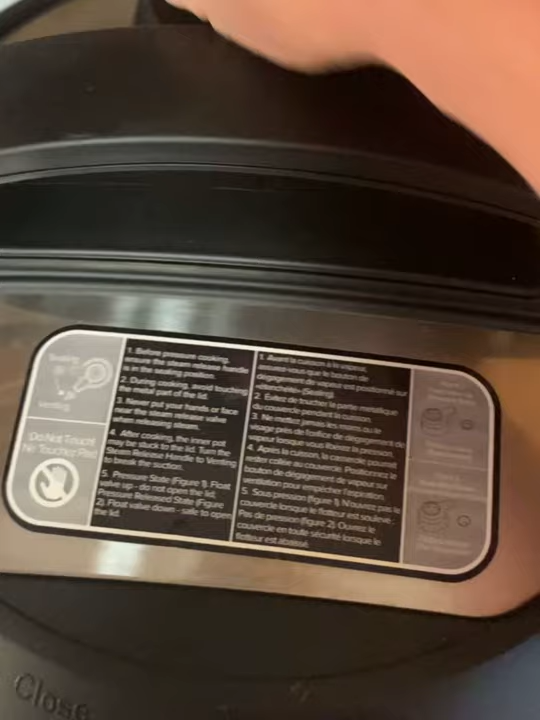 Sealing
Venting
Do Not Touch!
Ne Touchez Pas!
1. Before pressure cooking,
ensure the steam release handle
is in the sealing position.
2. During cooking, avoid touching
the metal part of the lid.
3. Never put your hands or face
near the steam release valve
when releasing steam.
4. After cooking, the inner pot
may be stuck to the lid. Turn the
Steam Release Handle to Venting
to break the suction.
5. Pressure State (Figure 1). Float
valve up - do not open the lid;
Pressure Released State (Figure
2). Float valve down - safe to open
the lid.
1. Avant la cuisson à la vapeur,
assurez-vous que le bouton de
dégagement de vapeur est positionné sur
«étanchéité» (Sealing).
2. Évitez de toucher la partie métalique
du couvercle pendant la cuisson.
3. Ne mettez jamais les mains ou le
visage près de l'orifice de dégagement de
vapeur lorsque vous libérez la pression.
4. Après la cuisson, la casserole pourrait
rester collée au couvercle. Positionnez le
bouton de dégagement de vapeur sur
ventilation pour empêcher l'aspiration.
5. Sous pression (figure 1). N'ouvrez pas le
couvercle lorsque le flotteur est soulevé;
Pas de pression (figure 2). Ouvrez le
couvercle en toute sécurité lorsque le
flotteur est abaissé.
Close